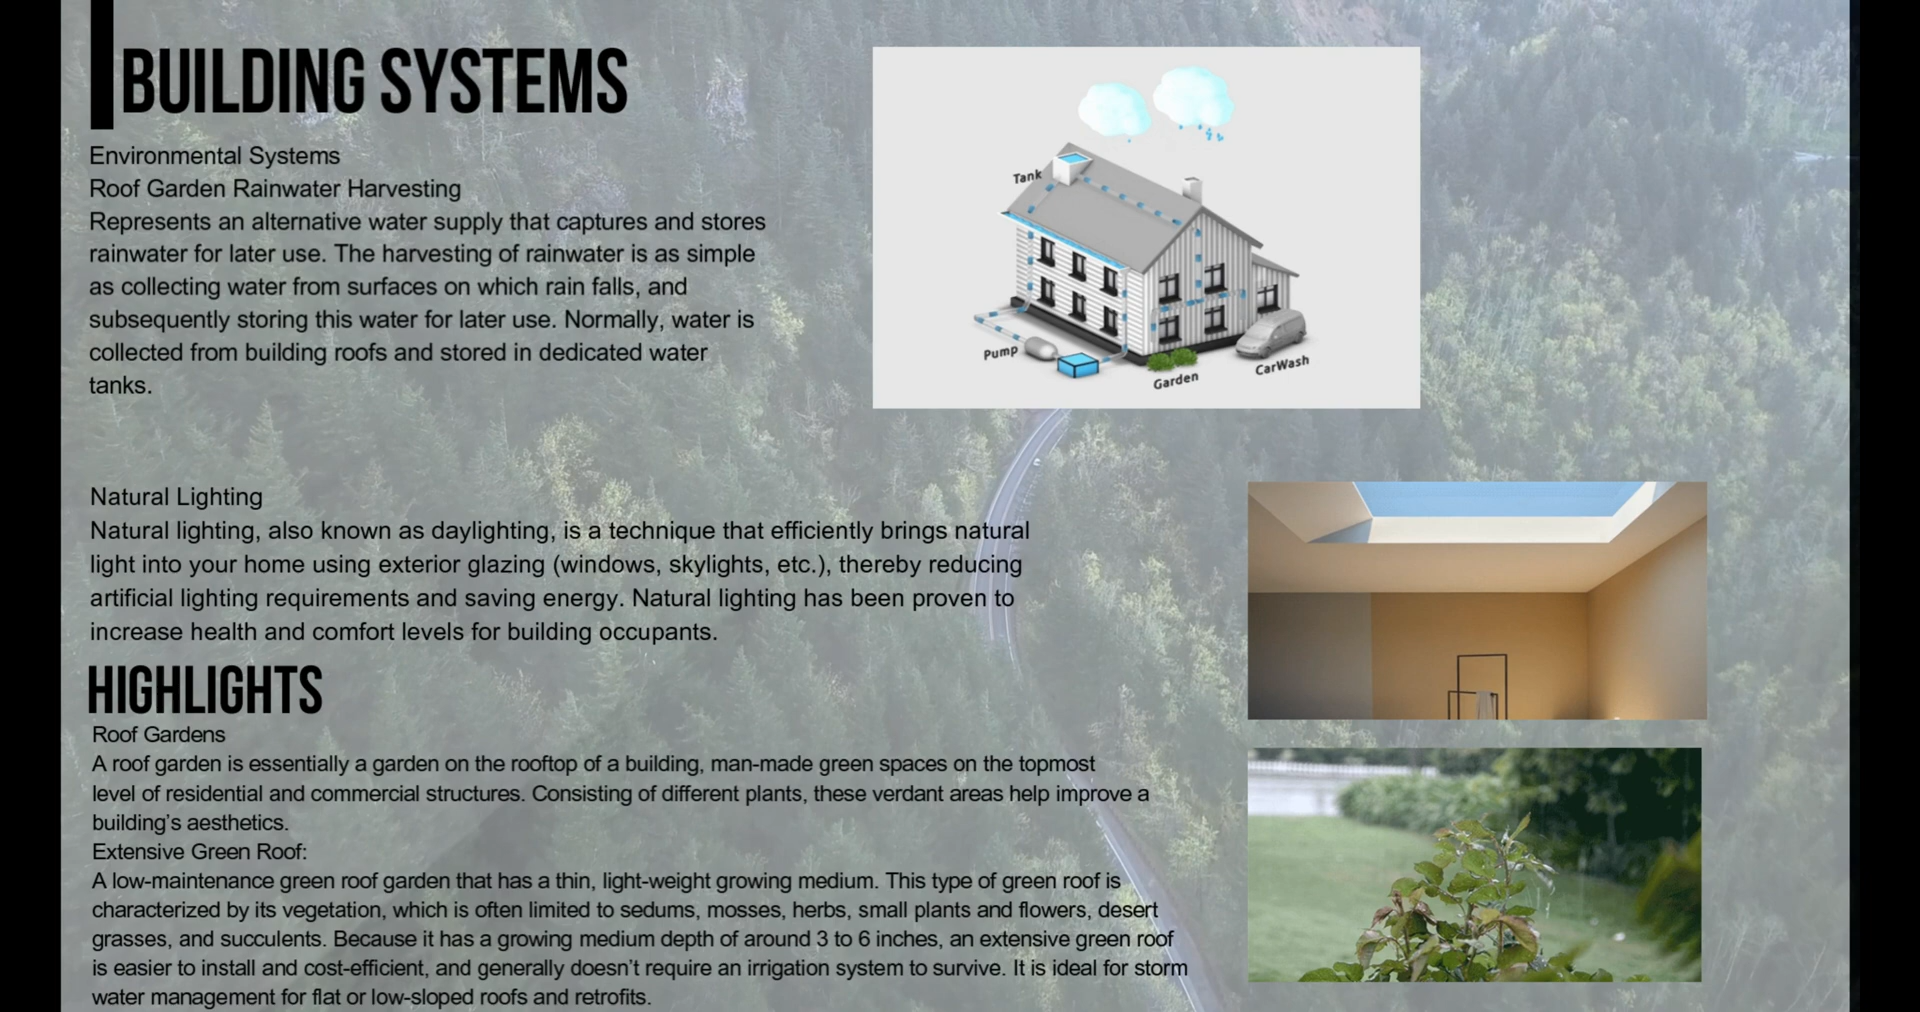 BUILDING SYSTEMS
Environmental Systems
Roof Garden Rainwater Harvesting
Represents an alternative water supply that captures and stores
rainwater for later use. The harvesting of rainwater is as simple
as collecting water from surfaces on which rain falls, and
subsequently storing this water for later use. Normally, water is
collected from building roofs and stored in dedicated water
tanks.
Tank
Pump
Garden
CarWash
Natural Lighting
Natural lighting, also known as daylighting, is a technique that efficiently brings natural
light into your home using exterior glazing (windows, skylights, etc.), thereby reducing
artificial lighting requirements and saving energy. Natural lighting has been proven to
increase health and comfort levels for building occupants.
HIGHLIGHTS
Roof Gardens
A roof garden is essentially a garden on the rooftop of a building, man-made green spaces on the topmost
level of residential and commercial structures. Consisting of different plants, these verdant areas help improve a
building’s aesthetics.
Extensive Green Roof:
A low-maintenance green roof garden that has a thin, light-weight growing medium. This type of green roof is
characterized by its vegetation, which is often limited to sedums, mosses, herbs, small plants and flowers, desert
grasses, and succulents. Because it has a growing medium depth of around 3 to 6 inches, an extensive green roof
is easier to install and cost-efficient, and generally doesn’t require an irrigation system to survive. It is ideal for storm
water management for flat or low-sloped roofs and retrofits.